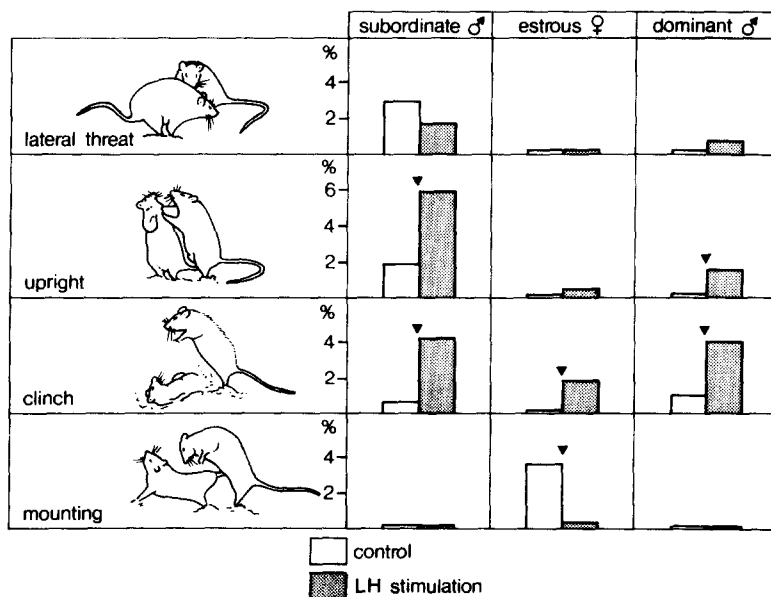 subordinate ♂ estrous ♀ dominant ♂
%
4
2
lateral threat
%
6
2
upright
%
4
2
clinch
%
4
2
mounting
control
LH stimulation